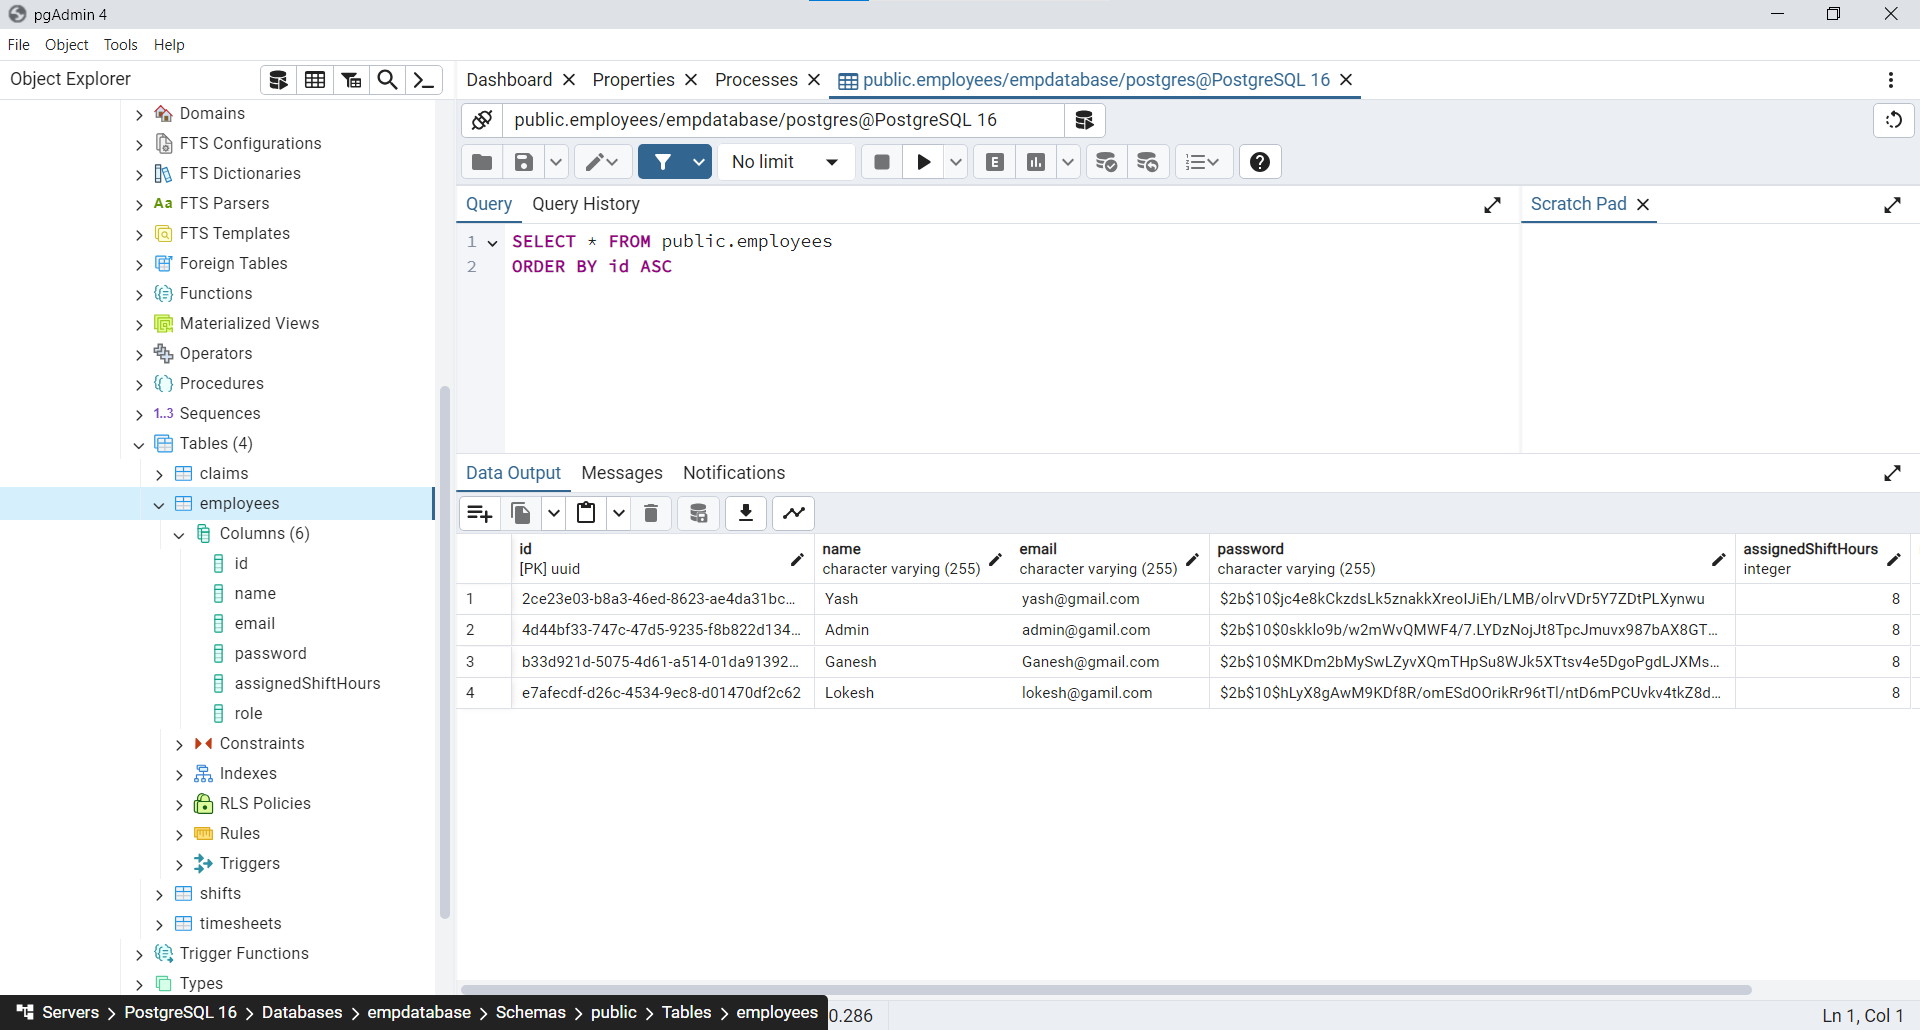 pgAdmin 4
File Object Tools Help
Object Explorer
Dashboard Properties Processes public.employees/empdatabase/postgres@PostgreSQL 16
public.employees/empdatabase/postgres@PostgreSQL 16
No limit
E
Query Query History
Scratch Pad
1 SELECT * FROM public.employees
2 ORDER BY id ASC
Domains
FTS Configurations
FTS Dictionaries
Aa FTS Parsers
FTS Templates
Foreign Tables
Functions
Materialized Views
Operators
Procedures
1..3 Sequences
Tables (4)
claims
employees
Columns (6)
id
name
email
password
assignedShiftHours
role
Constraints
Indexes
RLS Policies
Rules
Triggers
shifts
timesheets
Trigger Functions
Types
Data Output Messages Notifications
id name email password assignedShiftHours
[PK] uuid character varying (255) character varying (255) character varying (255) integer
1 2ce23e03-b8a3-46ed-8623-ae4da31bc... Yash yash@gmail.com $2b$10$jc4e8kCkzdsLk5znakkXreoIJiEh/LMB/olrvVDr5Y7ZDtPLXynwu 8
2 4d44bf33-747c-47d5-9235-f8b822d134... Admin admin@gamil.com $2b$10$0skklo9b/w2mWvQMWF4/7.LYDzNojJt8TpcJmuvx987bAX8GT... 8
3 b33d921d-5075-4d61-a514-01da91392... Ganesh Ganesh@gmail.com $2b$10$MKDm2bMySwLZyvXQmTHpSu8WJk5XTtsv4e5DgoPgdLJXMs... 8
4 e7afecdf-d26c-4534-9ec8-d01470df2c62 Lokesh lokesh@gamil.com $2b$10$hLyX8gAwM9KDf8R/omESdOOrikRr96tTl/ntD6mPCUvkv4tkZ8d... 8
Servers > PostgreSQL 16 > Databases > empdatabase > Schemas > public > Tables > employees
0.286
Ln 1, Col 1